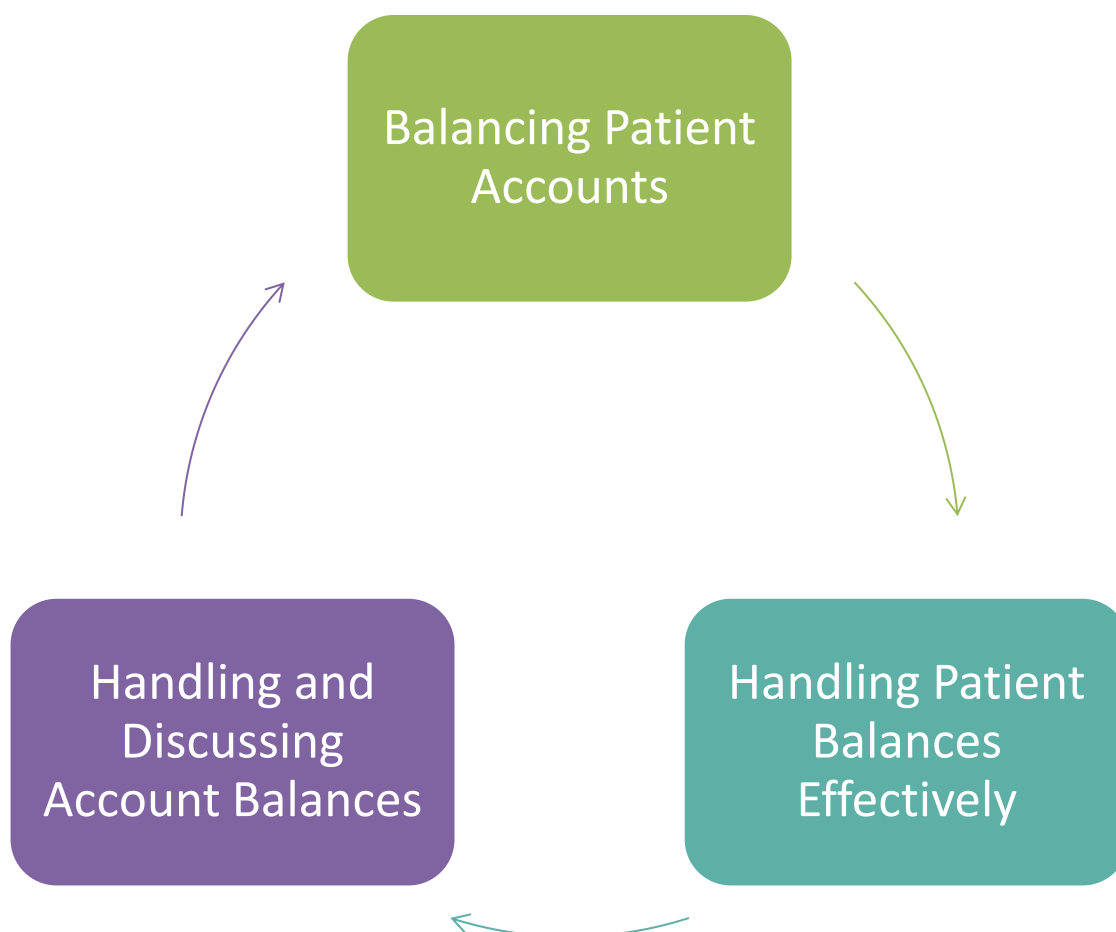 Balancing Patient
Accounts
Handling Patient
Balances
Effectively
Handling and
Discussing
Account Balances